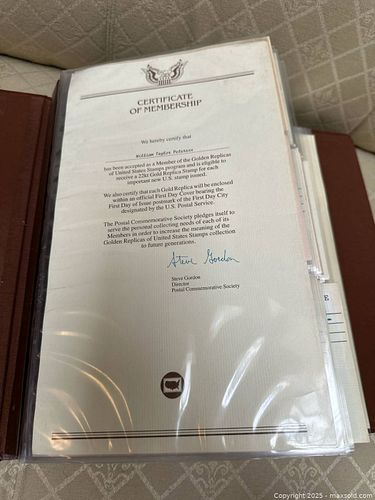 CERTIFICATE
OF MEMBERSHIP
We hereby certify that
William Taylor
has been accepted as a Member of the Golden Replicas
of United States Stamps program and is eligible to
receive a 22kt Gold Replica Stamp for each
important new U.S. stamp issued.
We also certify that each Gold Replica will be enclosed
within an official First Day Cover bearing the
First Day of Issue postmark of the First Day City
designated by the U.S. Postal Service.
The Postal Commemorative Society pledges itself to
serve the personal collecting needs of each of its
Members in order to increase the meaning of the
Golden Replicas of United States Stamps collection
to future generations.
Steve Gordon
Steve Gordon
Director
Postal Commemorative Society
E
Copyright 2025 - maxsold.com